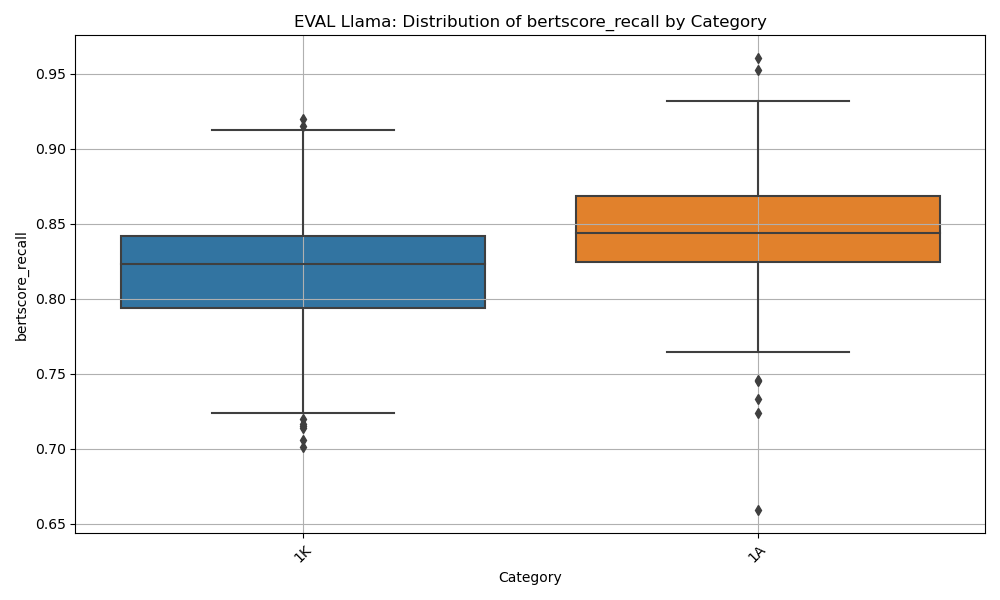 EVAL Llama: Distribution of bertscore_recall by Category
0.95
0.90
0.85
0.80
0.75
0.70
0.65
bertscore_recall
1K
1A
Category